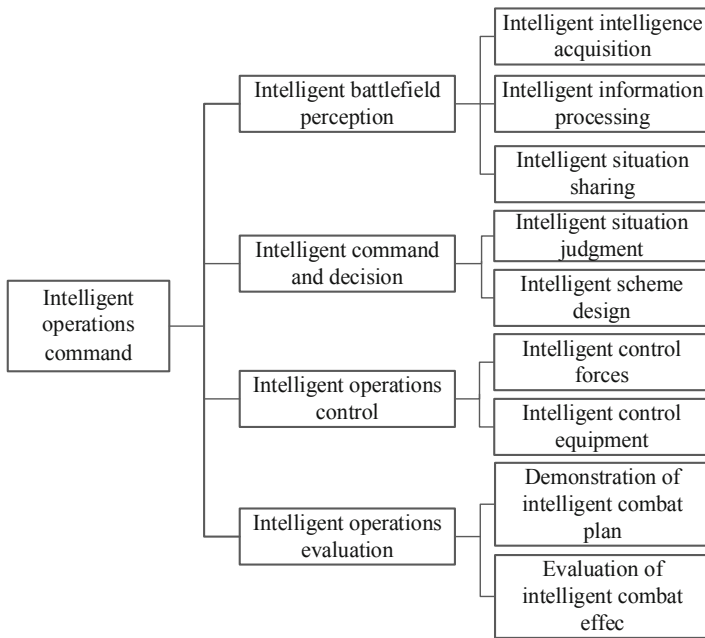 Intelligent
operations
command
Intelligent battlefield
perception
Intelligent intelligence
acquisition
Intelligent information
processing
Intelligent situation
sharing
Intelligent command
and decision
Intelligent situation
judgment
Intelligent scheme
design
Intelligent operations
control
Intelligent control
forces
Intelligent control
equipment
Intelligent operations
evaluation
Demonstration of
intelligent combat
plan
Evaluation of
intelligent combat
effec